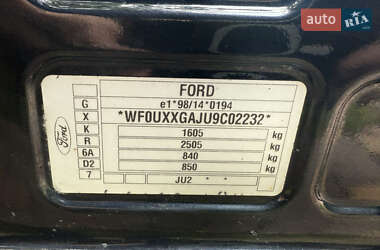 auto RIA.com
FORD
G e1*98/14*0194
X *WF0UXXGAJU9C02232*
K 1605 kg
R 2505 kg
6A 840 kg
D2 850 kg
7 JU2
Ford